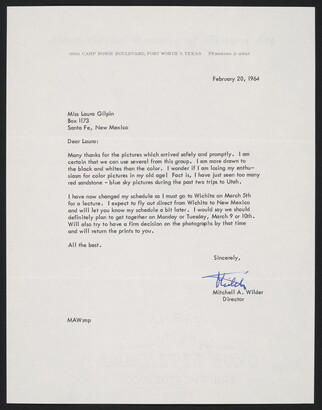 CAMP BOWIE BOULEVARD, FORT WORTH 7, TEXAS
February 20, 1964
Miss Laura Gilpin
Box 1173
Santa Fe, New Mexico
Dear Laura:
Many thanks for the pictures which arrived safely and promptly. I am
certain that we can use several from this group. I am more drawn to
the black and whites than the color. I wonder if I am losing my enthu-
siasm for color pictures in my old age! Fact is, I have just seen too many
red sandstone - blue sky pictures during the past two trips to Utah.
I have now changed my schedule as I must go to Wichita on March 5th
for a lecture. I expect to fly out direct from Wichita to New Mexico
and will let you know my schedule a bit later. I would say we should
definitely plan to get together on Monday or Tuesday, March 9 or 10th.
Will also try to have a firm decision on the photographs by that time
and will return the prints to you.
All the best.
Sincerely,
Mitchell A. Wilder
Director
MAW:mp